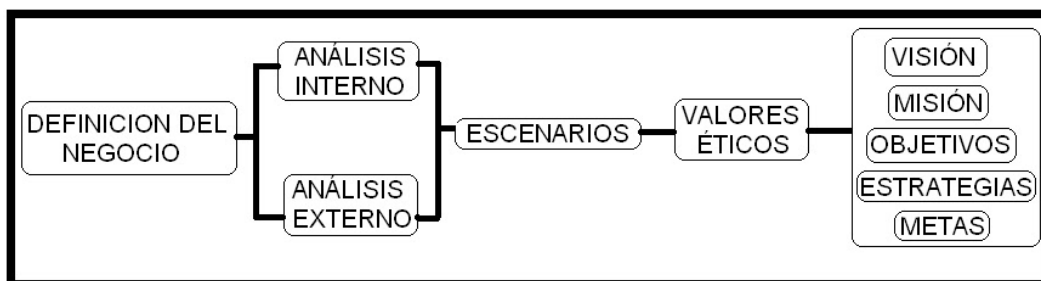 DEFINICION DEL
NEGOCIO
ANÁLISIS
INTERNO
ANÁLISIS
EXTERNO
ESCENARIOS
VALORES
ÉTICOS
VISIÓN
MISIÓN
OBJETIVOS
ESTRATEGIAS
METAS